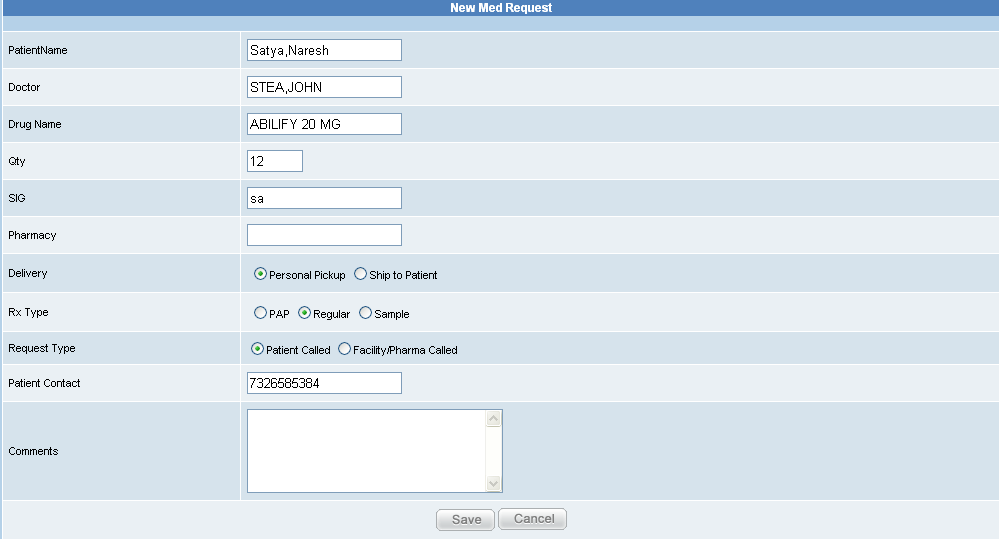 New Med Request
PatientName Satya,Naresh
Doctor STEA,JOHN
Drug Name ABILIFY 20 MG
Qty 12
SIG sa
Pharmacy
Delivery Personal Pickup Ship to Patient
Rx Type PAP Regular Sample
Request Type Patient Called Facility/Pharma Called
Patient Contact 7326585384
Comments
Save Cancel